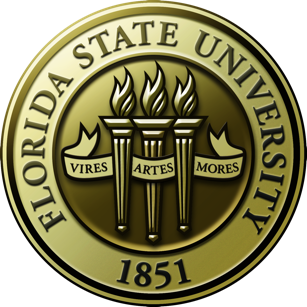 FLORIDA STATE UNIVERSITY
VIRES ARTES MORES
1851